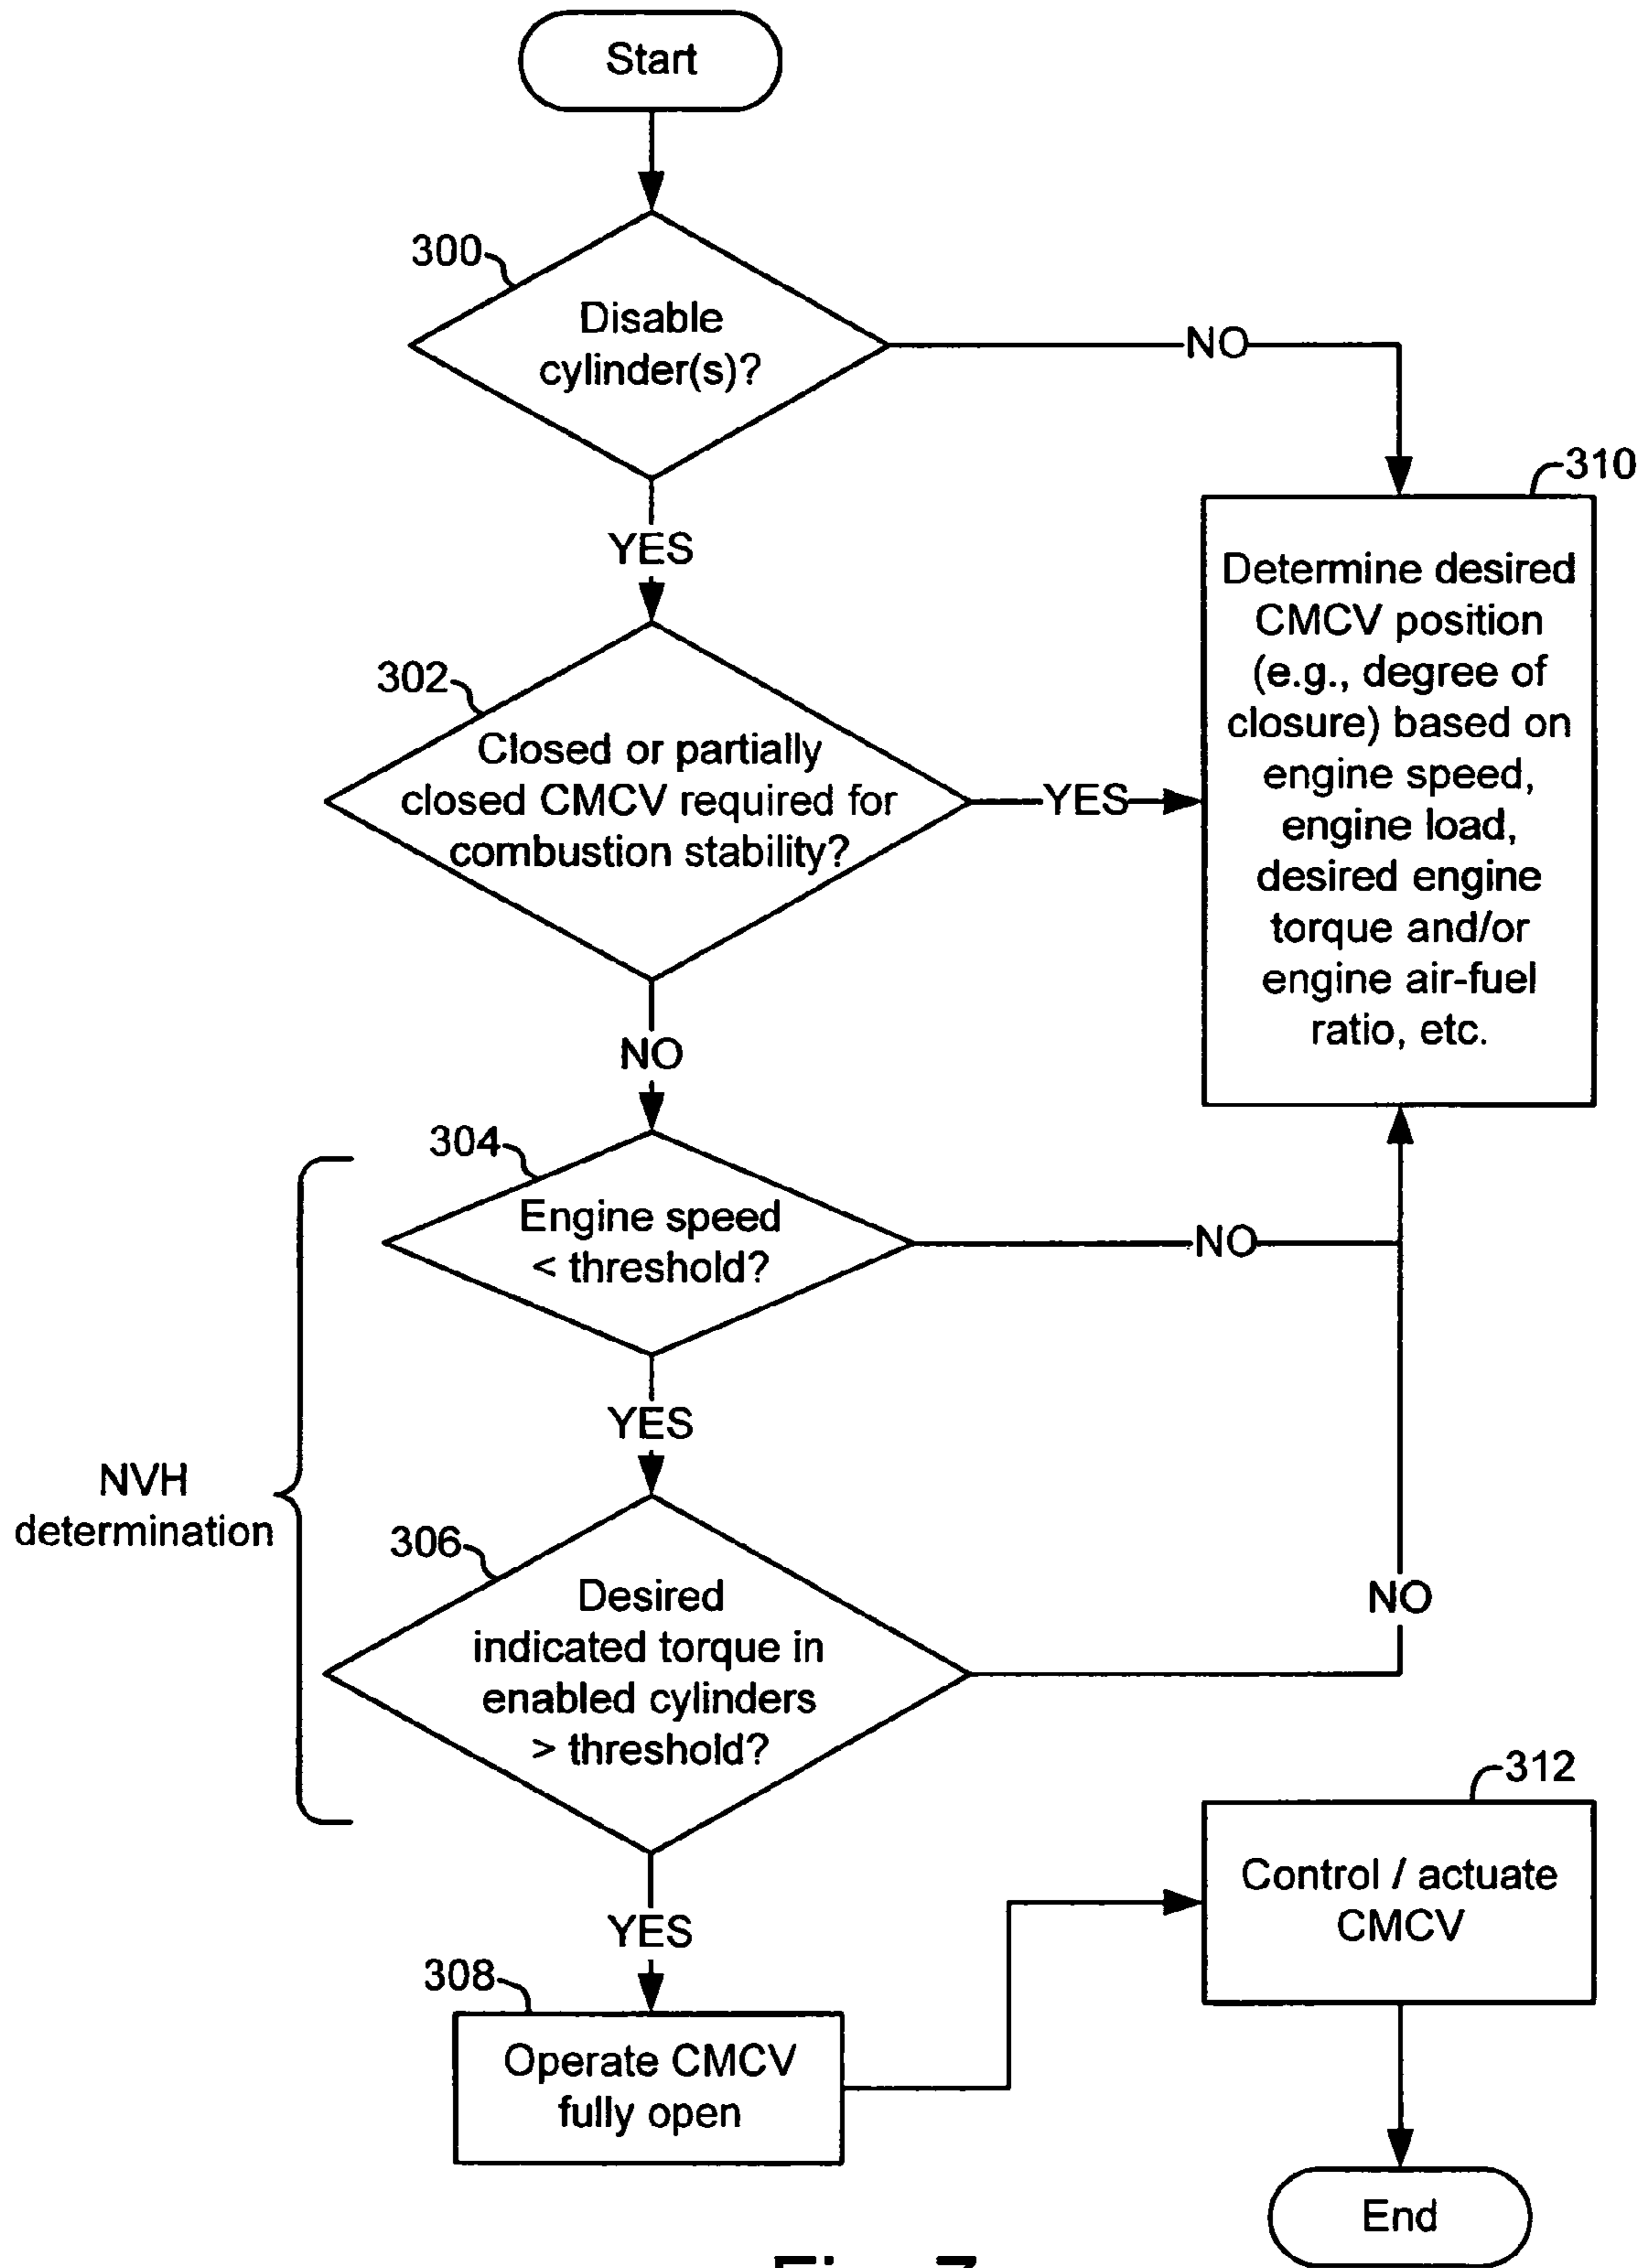 Start
300
Disable
cylinder(s)?
NO
YES
310
Determine desired
CMCV position
(e.g., degree of
closure) based on
engine speed,
engine load,
desired engine
torque and/or
engine air-fuel
ratio, etc.
302
Closed or partially
closed CMCV required for
combustion stability?
YES
NO
304
Engine speed
< threshold?
NO
YES
NVH
determination
306
Desired
indicated torque in
enabled cylinders
> threshold?
NO
YES
308
Operate CMCV
fully open
312
Control / actuate
CMCV
End